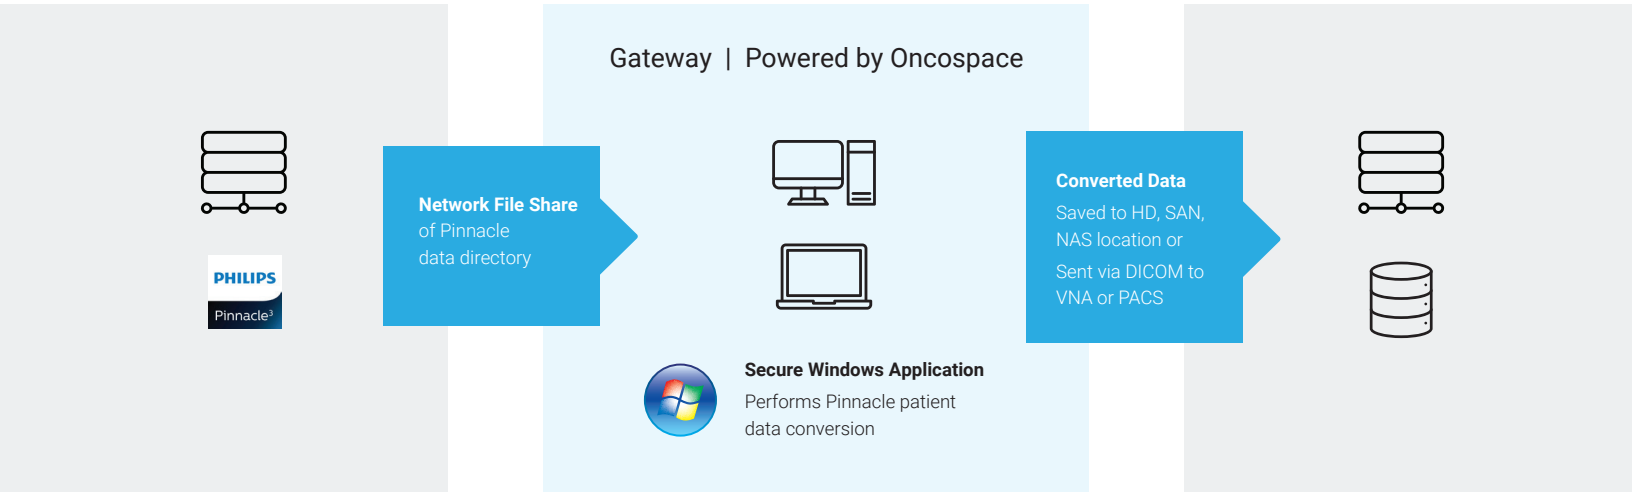 Gateway | Powered by Oncospace
PHILIPS
Pinnacle³
Network File Share
of Pinnacle
data directory
Secure Windows Application
Performs Pinnacle patient
data conversion
Converted Data
Saved to HD, SAN,
NAS location or
Sent via DICOM to
VNA or PACS